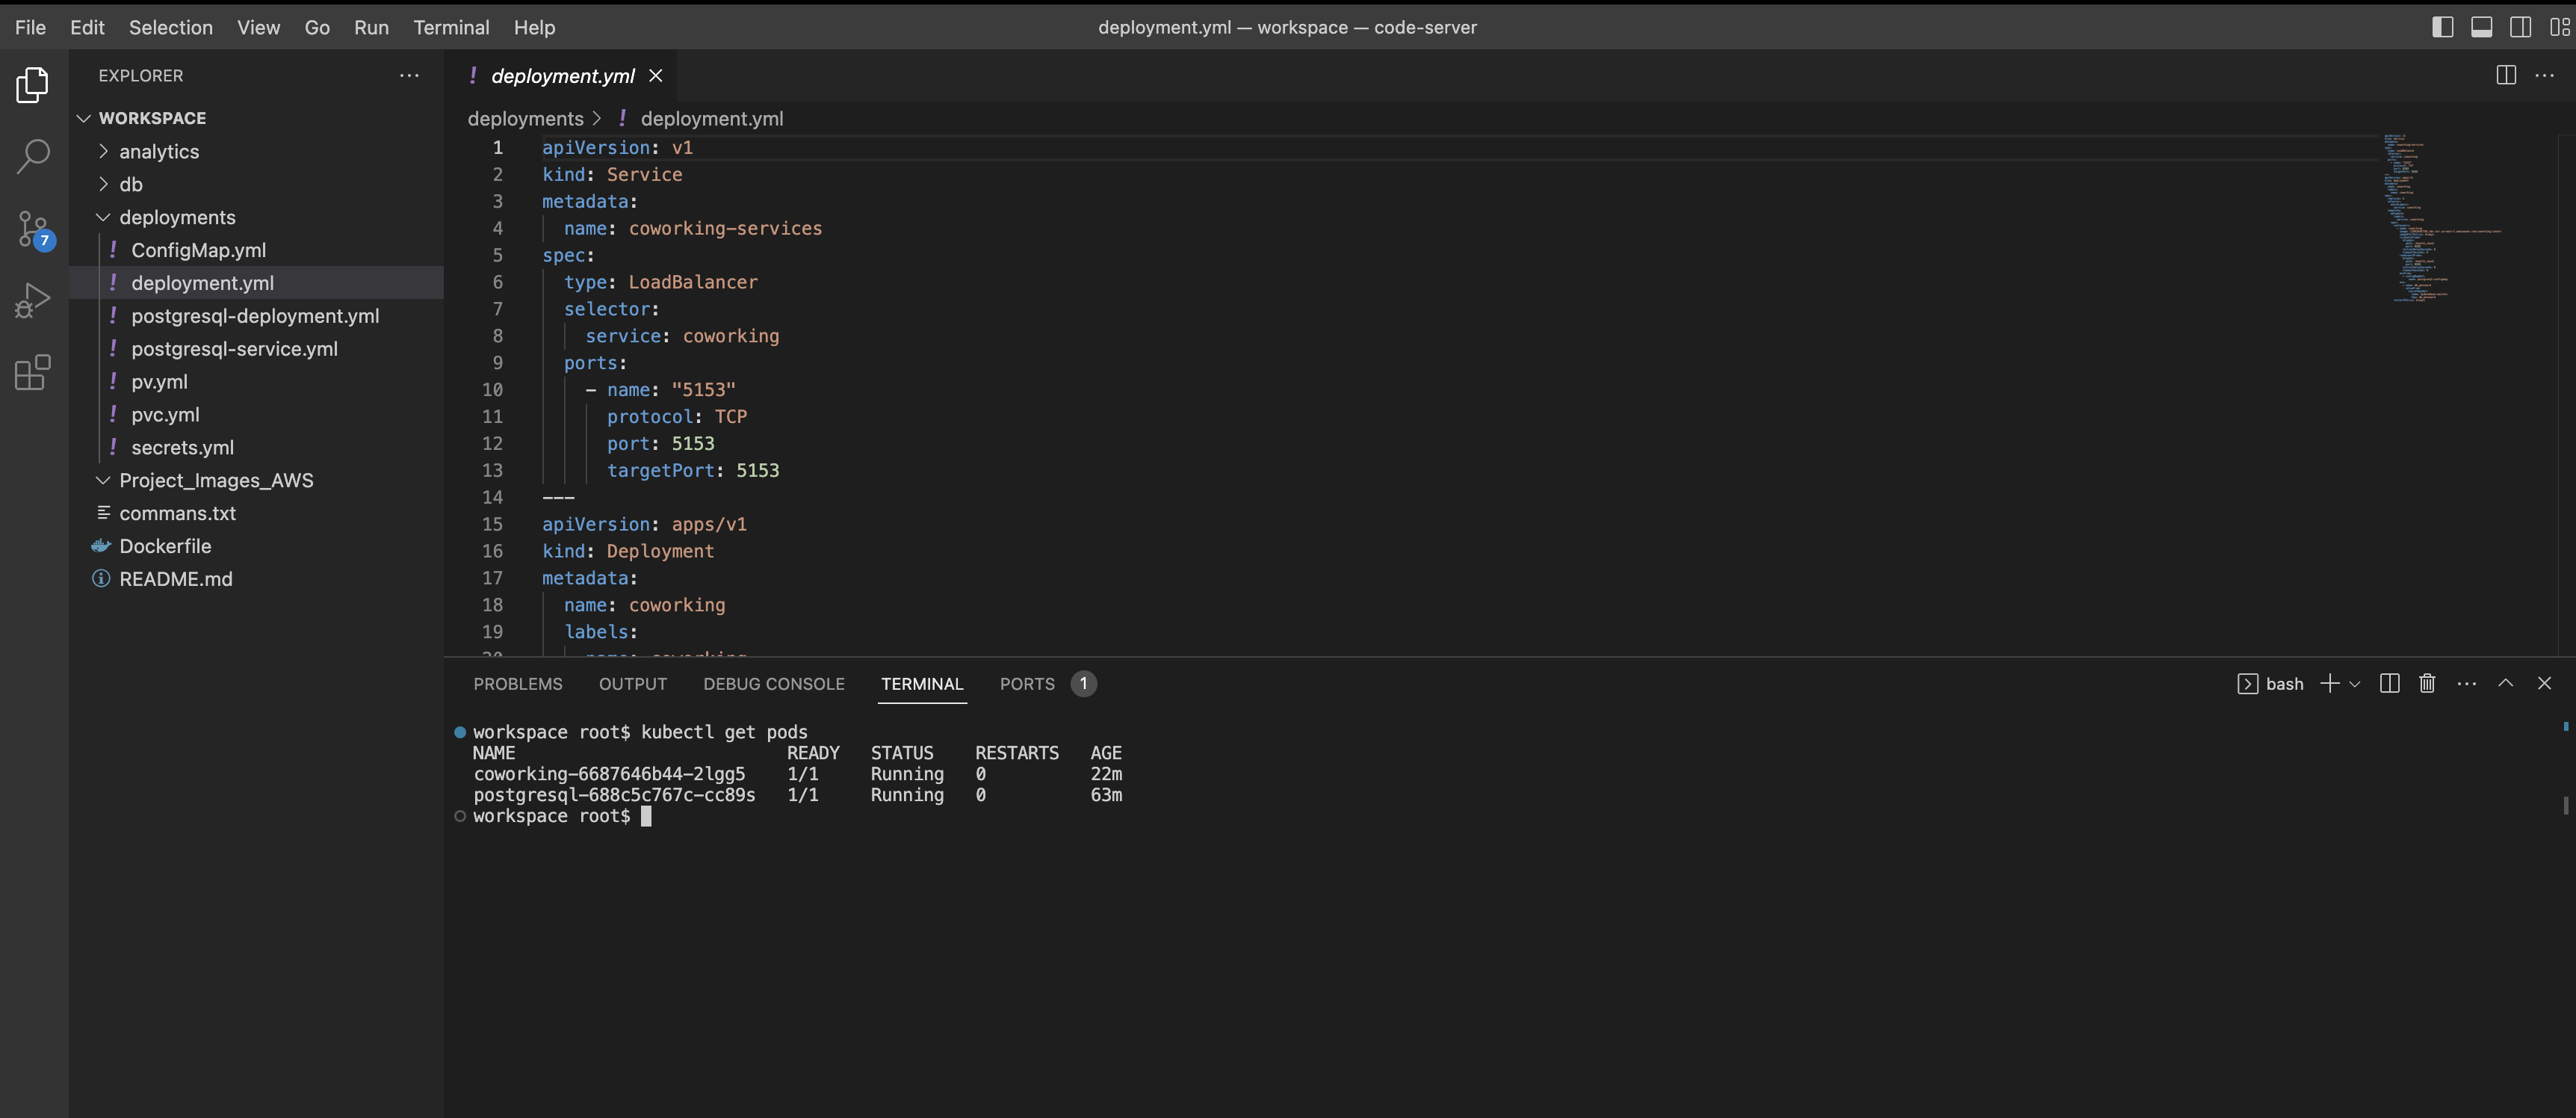 File Edit Selection View Go Run Terminal Help
deployment.yml — workspace — code-server
EXPLORER
WORKSPACE
analytics
db
deployments
ConfigMap.yml
deployment.yml
postgresql-deployment.yml
postgresql-service.yml
pv.yml
pvc.yml
secrets.yml
Project_Images_AWS
commans.txt
Dockerfile
README.md
7
! deployment.yml
deployments > ! deployment.yml
1 apiVersion: v1
2 kind: Service
3 metadata:
4 name: coworking-services
5 spec:
6 type: LoadBalancer
7 selector:
8 service: coworking
9 ports:
10 - name: "5153"
11 protocol: TCP
12 port: 5153
13 targetPort: 5153
14 ---
15 apiVersion: apps/v1
16 kind: Deployment
17 metadata:
18 name: coworking
19 labels:
20 name: coworking
PROBLEMS OUTPUT DEBUG CONSOLE TERMINAL PORTS 1
bash
workspace root$ kubectl get pods
NAME READY STATUS RESTARTS AGE
coworking-6687646b44-2lgg5 1/1 Running 0 22m
postgresql-688c5c767c-cc89s 1/1 Running 0 63m
workspace root$